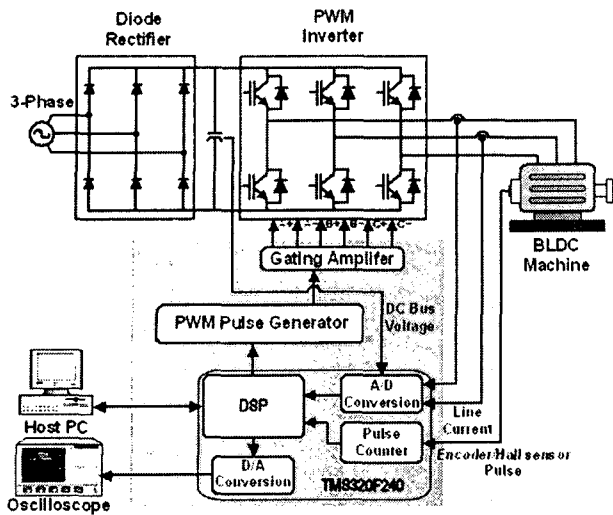 Diode
Rectifier
PWM
Inverter
3-Phase
B+ B- C+ C-
Gating Amplifer
BLDC
Machine
PWM Pulse Generator
DC Bus
Voltage
DSP
A/D
Conversion
Line
Current
Host PC
Pulse
Counter
Encoder/Hall sensor
Pulse
D/A
Conversion
TMS320F240
Oscilloscope